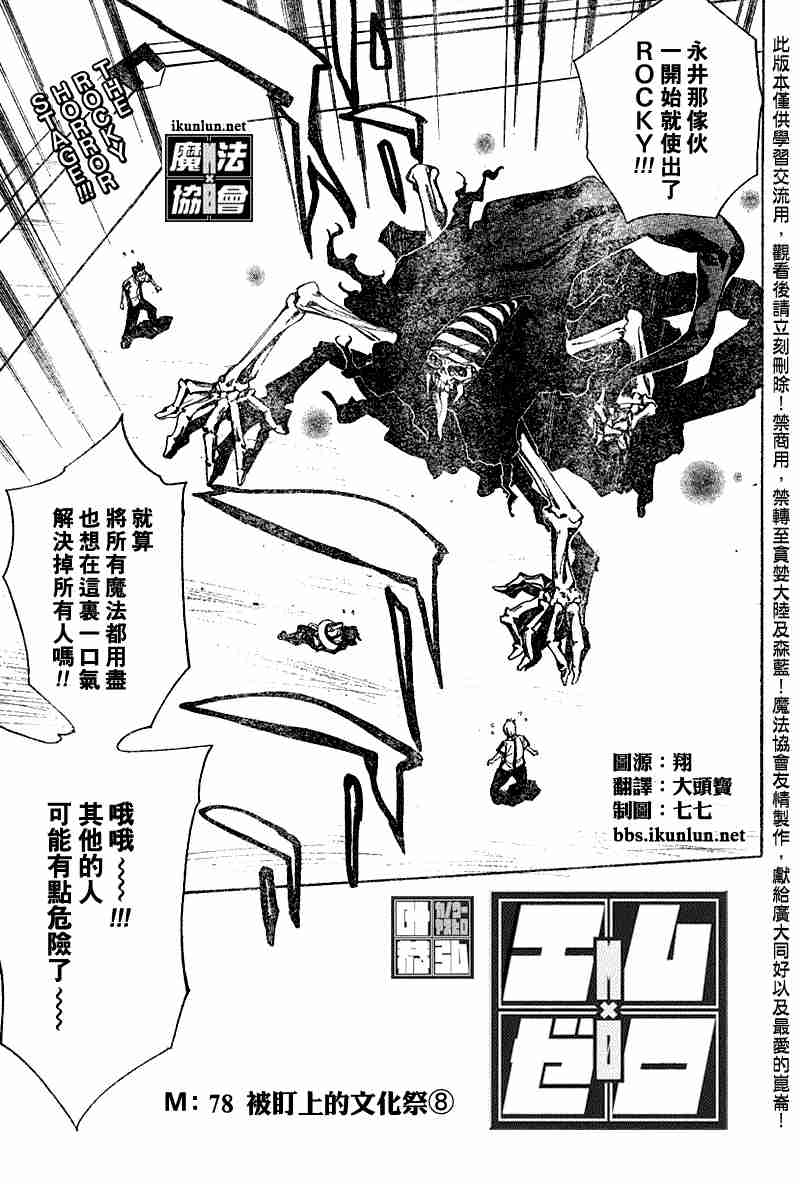 永井那傢伙
一開始就使出了
ROCKY!!!
THE
ROCKY
HORROR
STAGE!!!
ikunlun.net
魔法
M×0
協會
就算
將所有魔法都用盡
也想在這裏一口氣
解決掉所有人嗎!!
哦哦~~~!!!
其他的人
可能有點危險了~~~
圖源：翔
翻譯：大頭寶
制圖：七七
bbs.ikunlun.net
エム
M×0
ゼロ
叶
恭弘
M: 78 被盯上的文化祭⑧
此版本僅供學習交流用，觀看後請立刻刪除！禁商用，禁轉至貪婪大陸及森藍！魔法協會友情製作，獻給廣大同好以及最愛的崑崙！